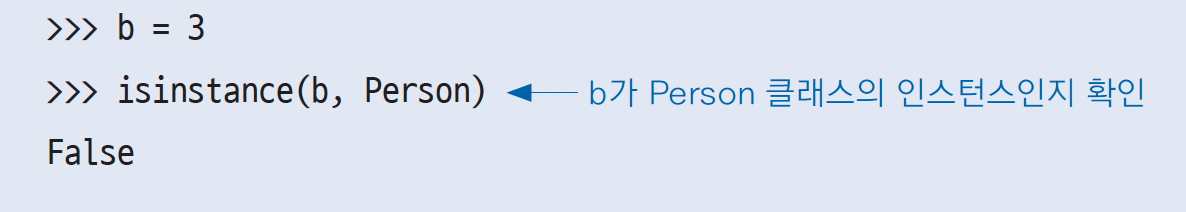 >>> b = 3
>>> isinstance(b, Person) b가 Person 클래스의 인스턴스인지 확인
False